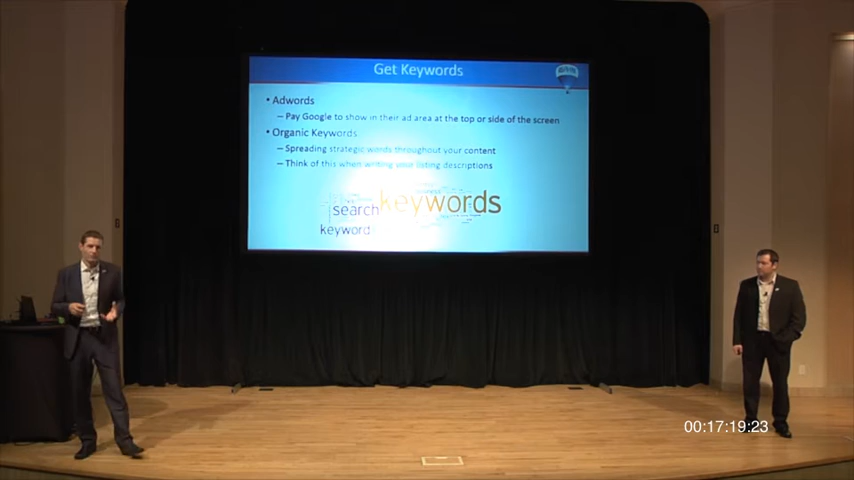 Get Keywords
• Adwords
– Pay Google to show in their ad area at the top or side of the screen
• Organic Keywords
– Spreading strategic words throughout your content
– Think of this when writing your listing descriptions
search keywords
keyword
00:17:19:23